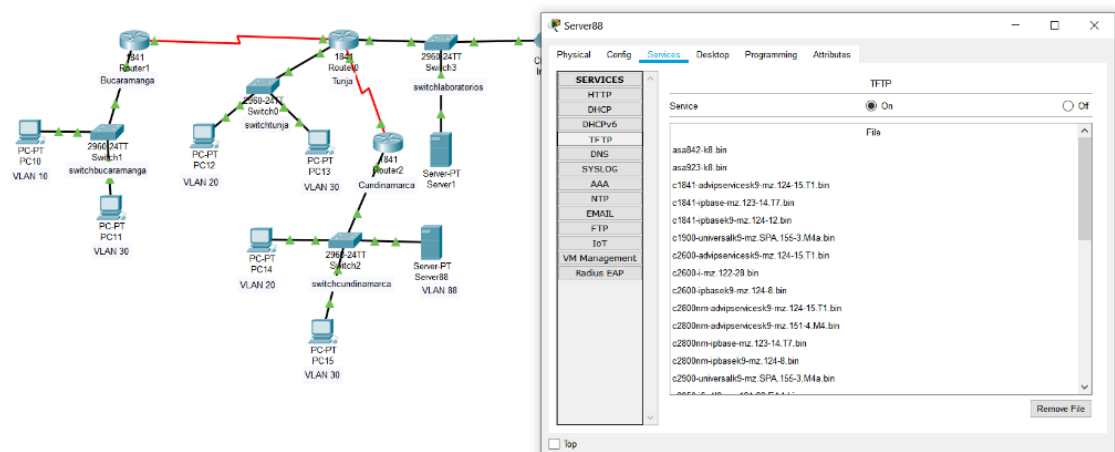 1841
Router1
Bucaramanga
1841
Router0
Tunja
2960-24TT
Switch3
switchlaboratorios
2960-24TT
Switch0
switchtunja
PC-PT
PC10
VLAN 10
2960-24TT
Switch1
switchbucaramanga
PC-PT
PC12
VLAN 20
PC-PT
PC13
VLAN 30
1841
Router2
Cundinamarca
Server-PT
Server1
PC-PT
PC11
VLAN 30
PC-PT
PC14
VLAN 20
2960-24TT
Switch2
switchcundinamarca
Server-PT
Server88
VLAN 88
PC-PT
PC15
VLAN 30
Server88
Physical Config Services Desktop Programming Attributes
SERVICES
HTTP
DHCP
DHCPv6
TFTP
DNS
SYSLOG
AAA
NTP
EMAIL
FTP
IoT
VM Management
Radius EAP
TFTP
Service On Off
File
asa842-k8.bin
asa923-k8.bin
c1841-advipservicesk9-mz.124-15.T1.bin
c1841-ipbase-mz.123-14.T7.bin
c1841-ipbasek9-mz.124-12.bin
c1900-universalk9-mz.SPA.155-3.M4a.bin
c2600-advipservicesk9-mz.124-15.T1.bin
c2600-i-mz.122-28.bin
c2600-ipbasek9-mz.124-8.bin
c2800nm-advipservicesk9-mz.124-15.T1.bin
c2800nm-advipservicesk9-mz.151-4.M4.bin
c2800nm-ipbase-mz.123-14.T7.bin
c2800nm-ipbasek9-mz.124-8.bin
c2900-universalk9-mz.SPA.155-3.M4a.bin
Remove File
Top